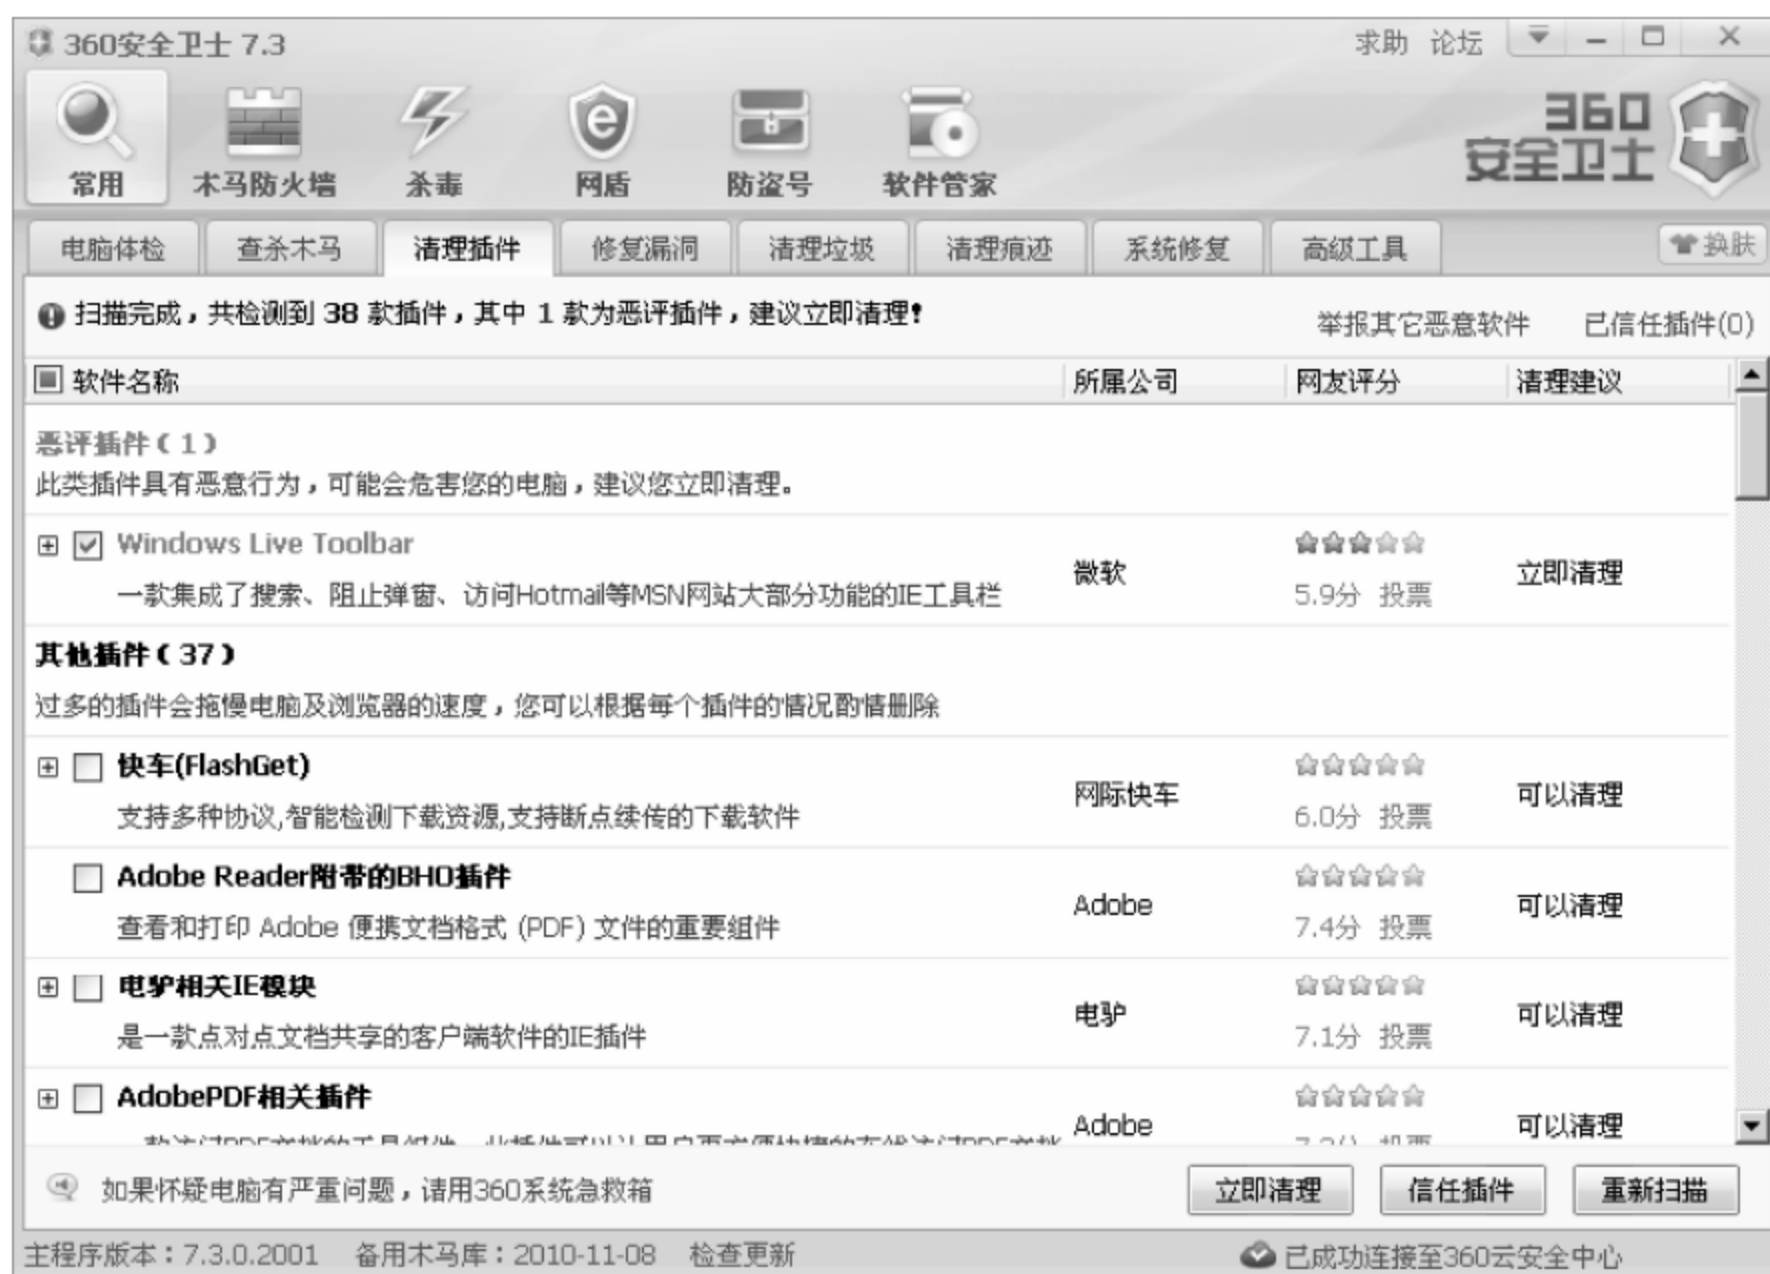 360安全卫士 7.3
求助 论坛
常用 木马防火墙 杀毒 网盾 防盗号 软件管家
360
安全卫士
电脑体检 查杀木马 清理插件 修复漏洞 清理垃圾 清理痕迹 系统修复 高级工具 换肤
扫描完成，共检测到 38 款插件，其中 1 款为恶评插件，建议立即清理！
举报其它恶意软件 已信任插件(0)
软件名称 所属公司 网友评分 清理建议
恶评插件（1）
此类插件具有恶意行为，可能会危害您的电脑，建议您立即清理。
Windows Live Toolbar
一款集成了搜索、阻止弹窗、访问Hotmail等MSN网站大部分功能的IE工具栏
微软
5.9分 投票
立即清理
其他插件（37）
过多的插件会拖慢电脑及浏览器的速度，您可以根据每个插件的情况酌情删除
快车(FlashGet)
支持多种协议,智能检测下载资源,支持断点续传的下载软件
网际快车
6.0分 投票
可以清理
Adobe Reader附带的BHO插件
查看和打印 Adobe 便携文档格式 (PDF) 文件的重要组件
Adobe
7.4分 投票
可以清理
电驴相关IE模块
是一款点对点文档共享的客户端软件的IE插件
电驴
7.1分 投票
可以清理
AdobePDF相关插件
Adobe
可以清理
如果怀疑电脑有严重问题，请用360系统急救箱
立即清理 信任插件 重新扫描
主程序版本：7.3.0.2001 备用木马库：2010-11-08 检查更新
已成功连接至360云安全中心